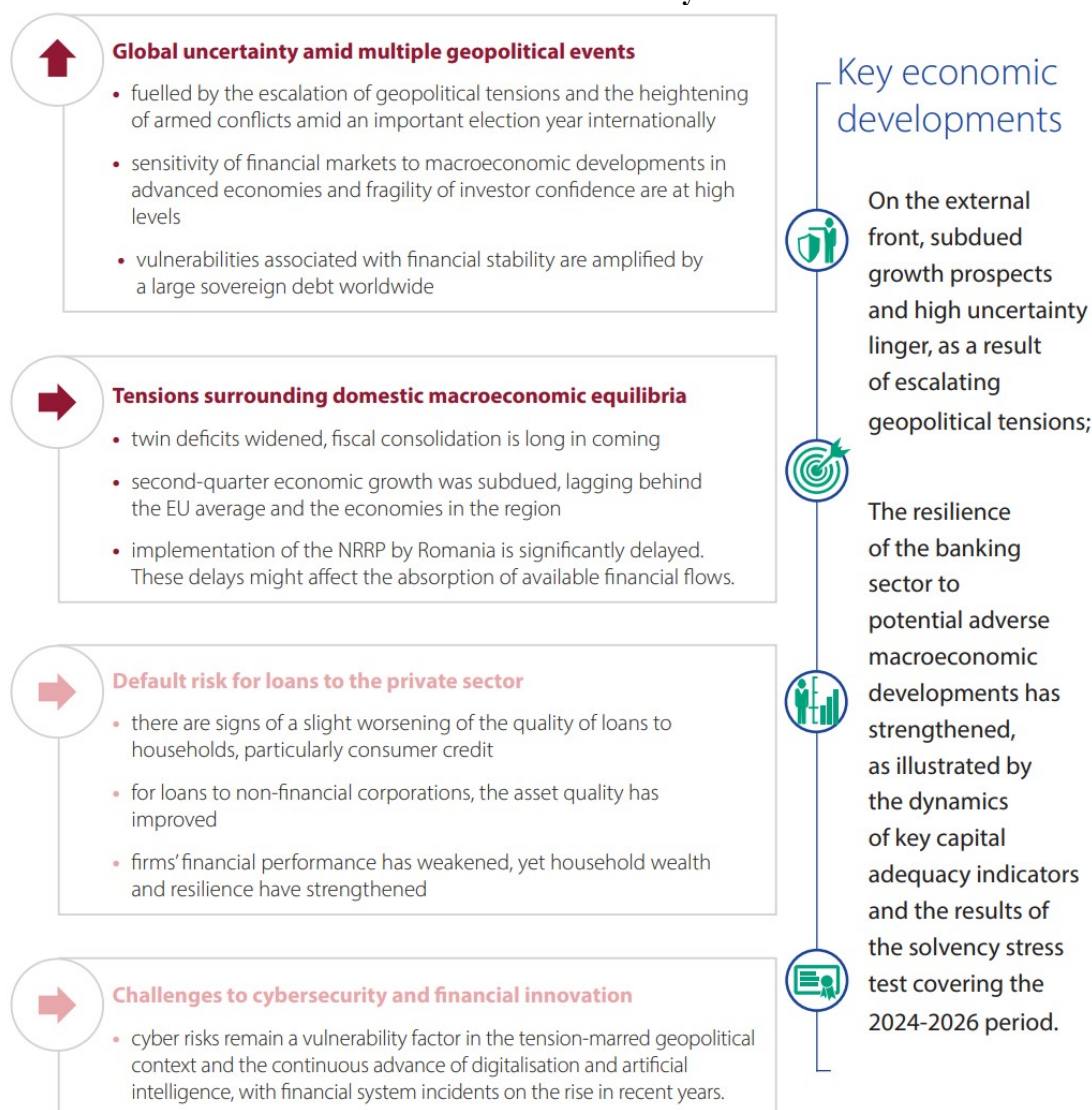 Global uncertainty amid multiple geopolitical events
• fuelled by the escalation of geopolitical tensions and the heightening
of armed conflicts amid an important election year internationally
• sensitivity of financial markets to macroeconomic developments in
advanced economies and fragility of investor confidence are at high
levels
• vulnerabilities associated with financial stability are amplified by
a large sovereign debt worldwide
Tensions surrounding domestic macroeconomic equilibria
• twin deficits widened, fiscal consolidation is long in coming
• second-quarter economic growth was subdued, lagging behind
the EU average and the economies in the region
• implementation of the NRRP by Romania is significantly delayed.
These delays might affect the absorption of available financial flows.
Default risk for loans to the private sector
• there are signs of a slight worsening of the quality of loans to
households, particularly consumer credit
• for loans to non-financial corporations, the asset quality has
improved
• firms' financial performance has weakened, yet household wealth
and resilience have strengthened
Challenges to cybersecurity and financial innovation
• cyber risks remain a vulnerability factor in the tension-marred geopolitical
context and the continuous advance of digitalisation and artificial
intelligence, with financial system incidents on the rise in recent years.
Key economic
developments
On the external
front, subdued
growth prospects
and high uncertainty
linger, as a result
of escalating
geopolitical tensions;
The resilience
of the banking
sector to
potential adverse
macroeconomic
developments has
strengthened,
as illustrated by
the dynamics
of key capital
adequacy indicators
and the results of
the solvency stress
test covering the
2024-2026 period.